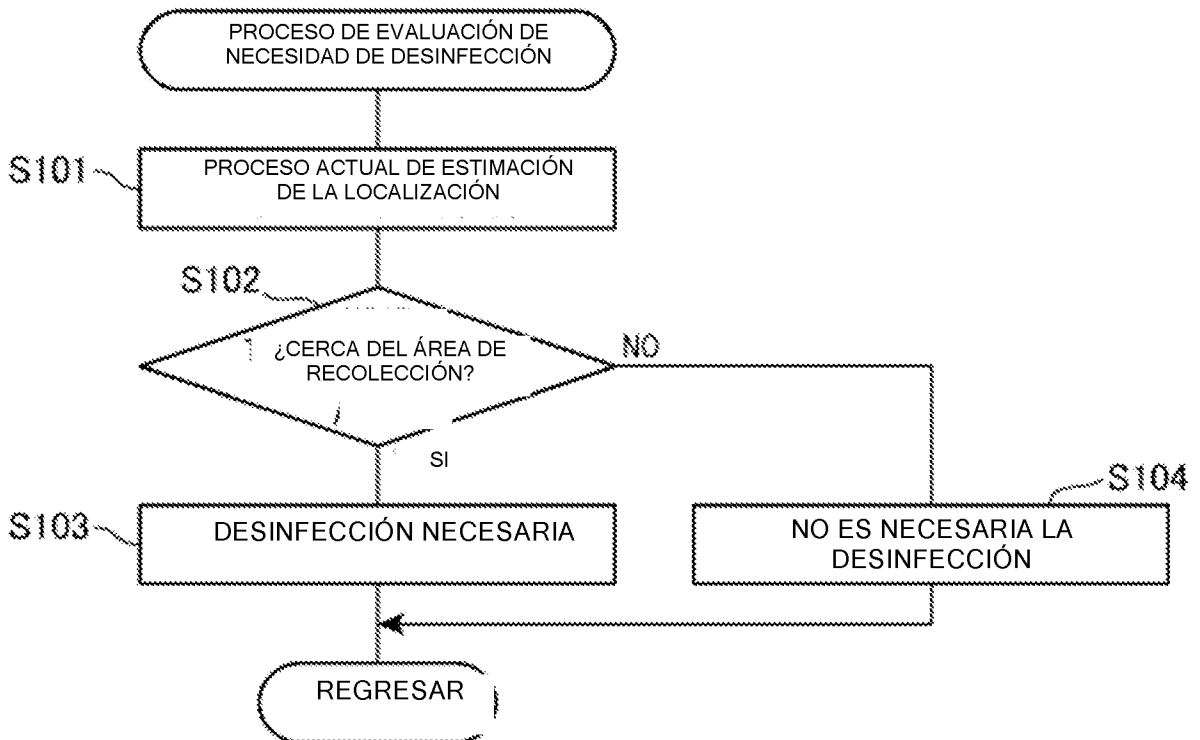 PROCESO DE EVALUACIÓN DE
NECESIDAD DE DESINFECCIÓN
S101
PROCESO ACTUAL DE ESTIMACIÓN
DE LA LOCALIZACIÓN
S102
¿CERCA DEL ÁREA DE
RECOLECCIÓN?
NO
SI
S103
DESINFECCIÓN NECESARIA
S104
NO ES NECESARIA LA
DESINFECCIÓN
REGRESAR